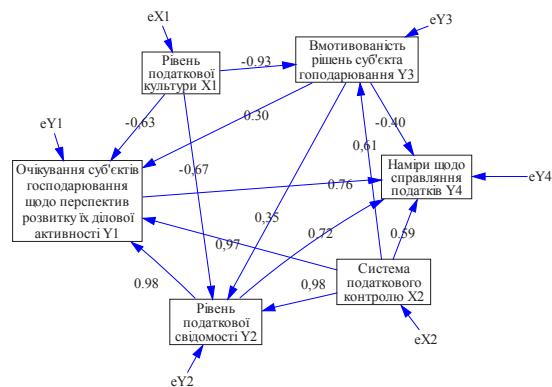 eX1
eY3
Рівень
податкової
культури X1
-0.93
Вмотивованість
рішень суб'єкта
гоподарювання Y3
eY1
-0,63
0.30
0,61
-0.40
Очікування суб'єктів
господарювання
щодо перспектив
розвитку їх ділової
активності Y1
-0,67
0.76
Наміри щодо
справляння
податків Y4
eY4
0,35
0,97
0.72
0.59
0.98
0,98
Система
податкового
контролю X2
Рівень
податкової
свідомості Y2
eX2
eY2